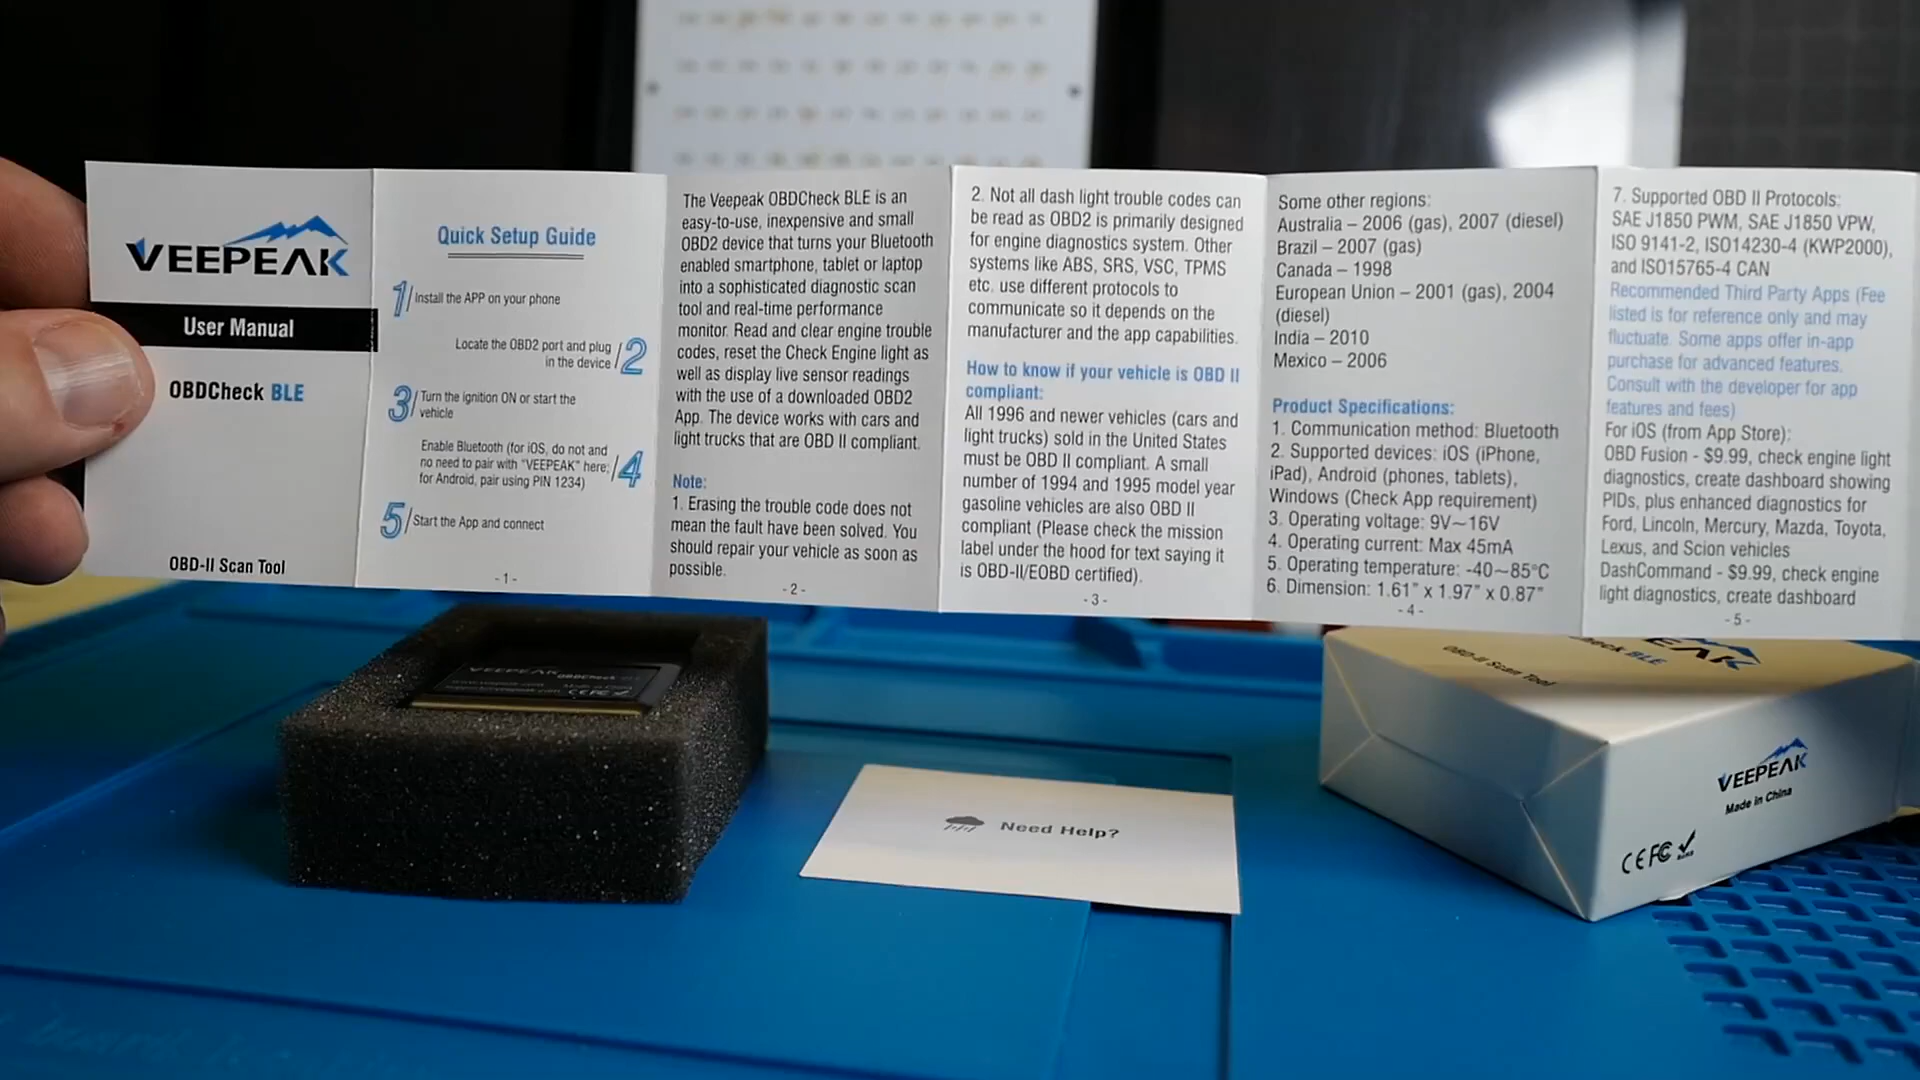 VEEPEAK
User Manual
OBDCheck BLE
OBD-II Scan Tool
Quick Setup Guide
1/ Install the APP on your phone
Locate the OBD2 port and plug
in the device /2
3/ Turn the ignition ON or start the
vehicle
Enable Bluetooth (for iOS, do not and
no need to pair with "VEEPEAK" here;
for Android, pair using PIN 1234) /4
5/ Start the App and connect
- 1 -
The Veepeak OBDCheck BLE is an
easy-to-use, inexpensive and small
OBD2 device that turns your Bluetooth
enabled smartphone, tablet or laptop
into a sophisticated diagnostic scan
tool and real-time performance
monitor. Read and clear engine trouble
codes, reset the Check Engine light as
well as display live sensor readings
with the use of a downloaded OBD2
App. The device works with cars and
light trucks that are OBD II compliant.
Note:
1. Erasing the trouble code does not
mean the fault have been solved. You
should repair your vehicle as soon as
possible.
- 2 -
2. Not all dash light trouble codes can
be read as OBD2 is primarily designed
for engine diagnostics system. Other
systems like ABS, SRS, VSC, TPMS
etc. use different protocols to
communicate so it depends on the
manufacturer and the app capabilities.
How to know if your vehicle is OBD II
compliant:
All 1996 and newer vehicles (cars and
light trucks) sold in the United States
must be OBD II compliant. A small
number of 1994 and 1995 model year
gasoline vehicles are also OBD II
compliant (Please check the mission
label under the hood for text saying it
is OBD-II/EOBD certified).
- 3 -
Some other regions:
Australia – 2006 (gas), 2007 (diesel)
Brazil – 2007 (gas)
Canada – 1998
European Union – 2001 (gas), 2004
(diesel)
India – 2010
Mexico – 2006
Product Specifications:
1. Communication method: Bluetooth
2. Supported devices: iOS (iPhone,
iPad), Android (phones, tablets),
Windows (Check App requirement)
3. Operating voltage: 9V~16V
4. Operating current: Max 45mA
5. Operating temperature: -40~85°C
6. Dimension: 1.61" x 1.97" x 0.87"
- 4 -
7. Supported OBD II Protocols:
SAE J1850 PWM, SAE J1850 VPW,
ISO 9141-2, ISO14230-4 (KWP2000),
and ISO15765-4 CAN
Recommended Third Party Apps (Fee
listed is for reference only and may
fluctuate. Some apps offer in-app
purchase for advanced features.
Consult with the developer for app
features and fees)
For iOS (from App Store):
OBD Fusion - $9.99, check engine light
diagnostics, create dashboard showing
PIDs, plus enhanced diagnostics for
Ford, Lincoln, Mercury, Mazda, Toyota,
Lexus, and Scion vehicles
DashCommand - $9.99, check engine
light diagnostics, create dashboard
- 5 -
VEEPEAK OBDCheck BLE
Need Help?
BLE
OBD-II Scan Tool
VEEPEAK
Made in China
CE FC